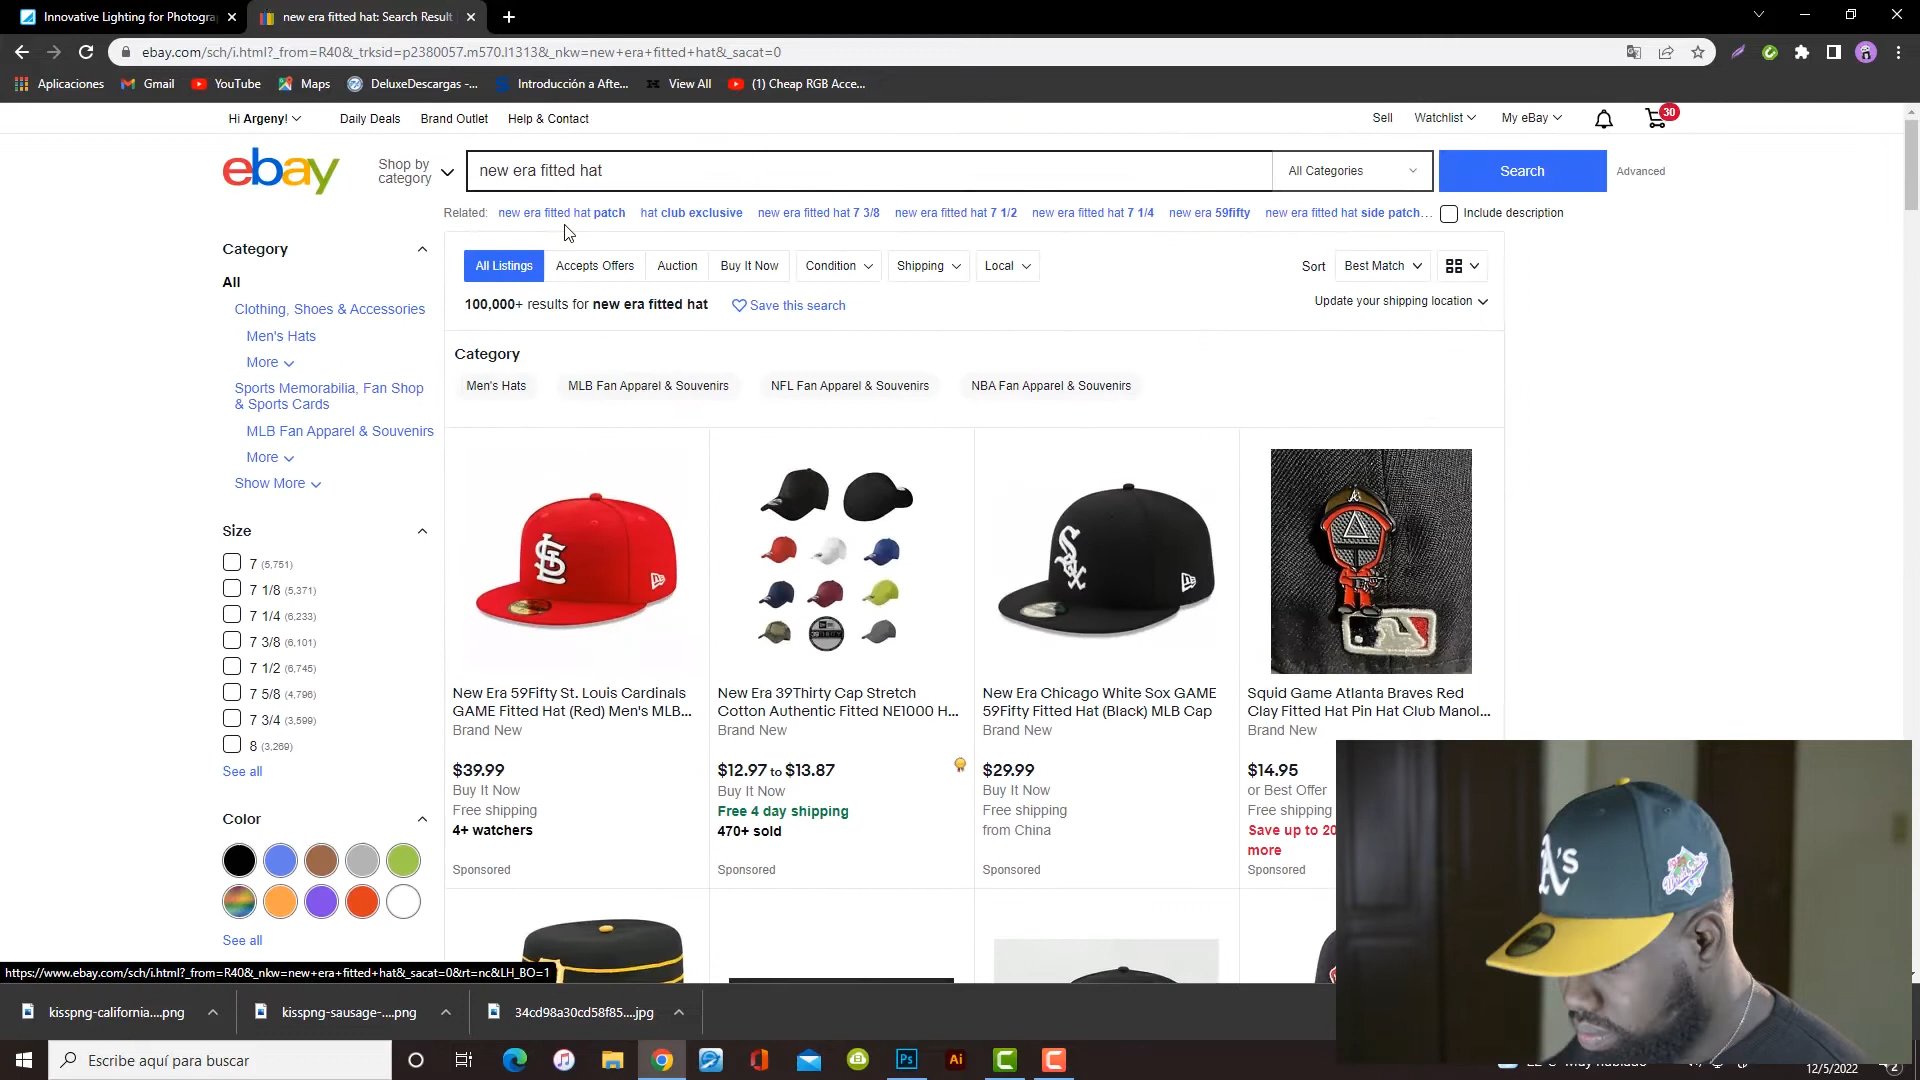 Innovative Lighting for Photogra
new era fitted hat: Search Result
ebay.com/sch/i.html?_from=R40&_trksid=p2380057.m570.l1313&_nkw=new+era+fitted+hat&_sacat=0
Aplicaciones
Gmail
YouTube
Maps
DeluxeDescargas -...
Introducción a Afte...
View All
(1) Cheap RGB Acce...
Hi Argeny!
Daily Deals
Brand Outlet
Help & Contact
Sell
Watchlist
My eBay
30
ebay
Shop by category
new era fitted hat
All Categories
Search
Advanced
Related:
new era fitted hat patch
hat club exclusive
new era fitted hat 7 3/8
new era fitted hat 7 1/2
new era fitted hat 7 1/4
new era 59fifty
new era fitted hat side patch...
Include description
Category
All
Clothing, Shoes & Accessories
Men's Hats
More
Sports Memorabilia, Fan Shop
& Sports Cards
MLB Fan Apparel & Souvenirs
More
Show More
Size
7 (5,751)
7 1/8 (5,371)
7 1/4 (6,233)
7 3/8 (6,101)
7 1/2 (6,745)
7 5/8 (4,796)
7 3/4 (3,599)
8 (3,269)
See all
Color
See all
All Listings
Accepts Offers
Auction
Buy It Now
Condition
Shipping
Local
Sort
Best Match
100,000+ results for new era fitted hat
Save this search
Update your shipping location
Category
Men's Hats
MLB Fan Apparel & Souvenirs
NFL Fan Apparel & Souvenirs
NBA Fan Apparel & Souvenirs
New Era 59Fifty St. Louis Cardinals
GAME Fitted Hat (Red) Men's MLB...
Brand New
$39.99
Buy It Now
Free shipping
4+ watchers
Sponsored
New Era 39Thirty Cap Stretch
Cotton Authentic Fitted NE1000 H...
Brand New
$12.97 to $13.87
Buy It Now
Free 4 day shipping
470+ sold
Sponsored
Sox
New Era Chicago White Sox GAME
59Fifty Fitted Hat (Black) MLB Cap
Brand New
$29.99
Buy It Now
Free shipping
from China
Sponsored
Squid Game Atlanta Braves Red
Clay Fitted Hat Pin Hat Club Manol...
Brand New
$14.95
or Best Offer
Free shipping
Save up to 20
more
Sponsored
A's
https://www.ebay.com/sch/i.html?_from=R40&_nkw=new+era+fitted+hat&_sacat=0&rt=nc&LH_BO=1
kisspng-california....png
kisspng-sausage-....png
34cd98a30cd58f85....jpg
Escribe aquí para buscar
Ps
Ai
12/5/2022
2